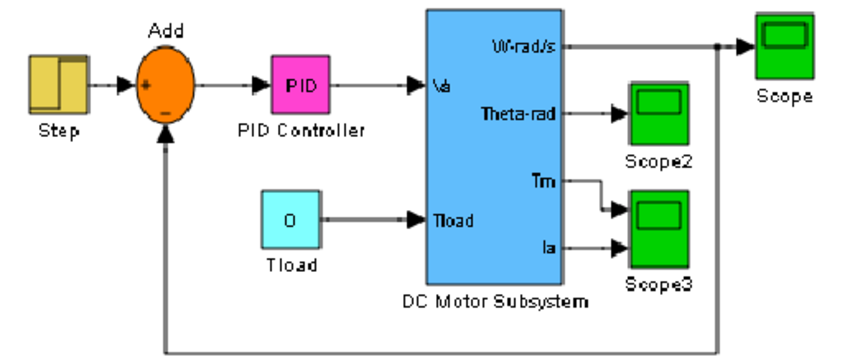 Add
W-rad/s
+
PID
Va
Scope
Step
−
PID Controller
Theta-rad
Scope2
Tm
0
Tload
Tload
Ia
Scope3
DC Motor Subsystem